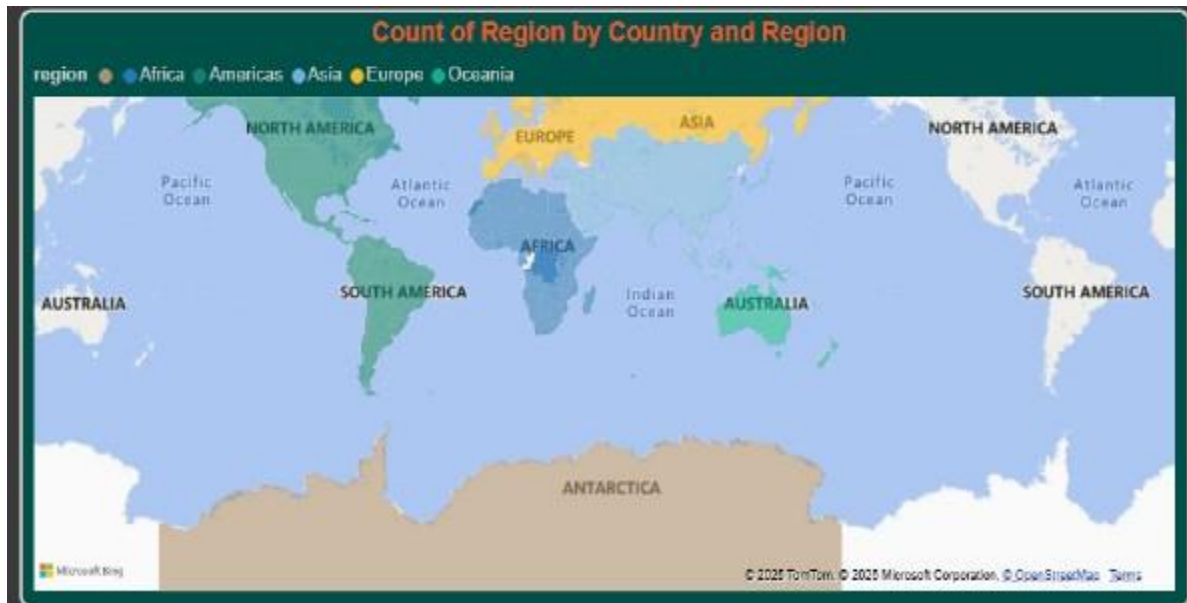 Count of Region by Country and Region
region Africa Americas Asia Europe Oceania
NORTH AMERICA
EUROPE
ASIA
NORTH AMERICA
Pacific
Ocean
Atlantic
Ocean
Pacific
Ocean
Atlantic
Ocean
AFRICA
AUSTRALIA
SOUTH AMERICA
Indian
Ocean
AUSTRALIA
SOUTH AMERICA
ANTARCTICA
Microsoft Bing
© 2025 TomTom, © 2025 Microsoft Corporation, © OpenStreetMap Terms